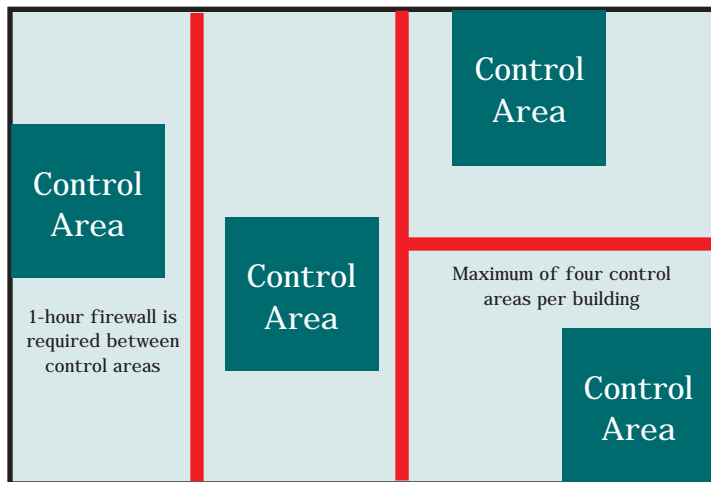 Control
Area
1-hour firewall is
required between
control areas
Control
Area
Control
Area
Maximum of four control
areas per building
Control
Area